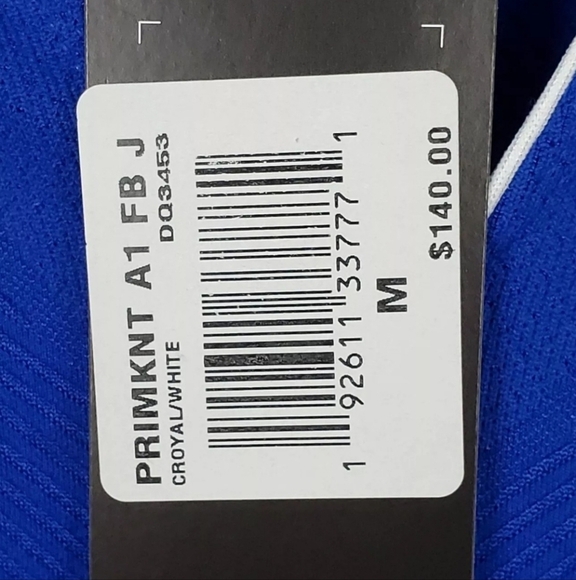 PRIMKNT A1 FB J
DQ3453
CROYAL/WHITE
1 92611 33777 1
M
$140.00